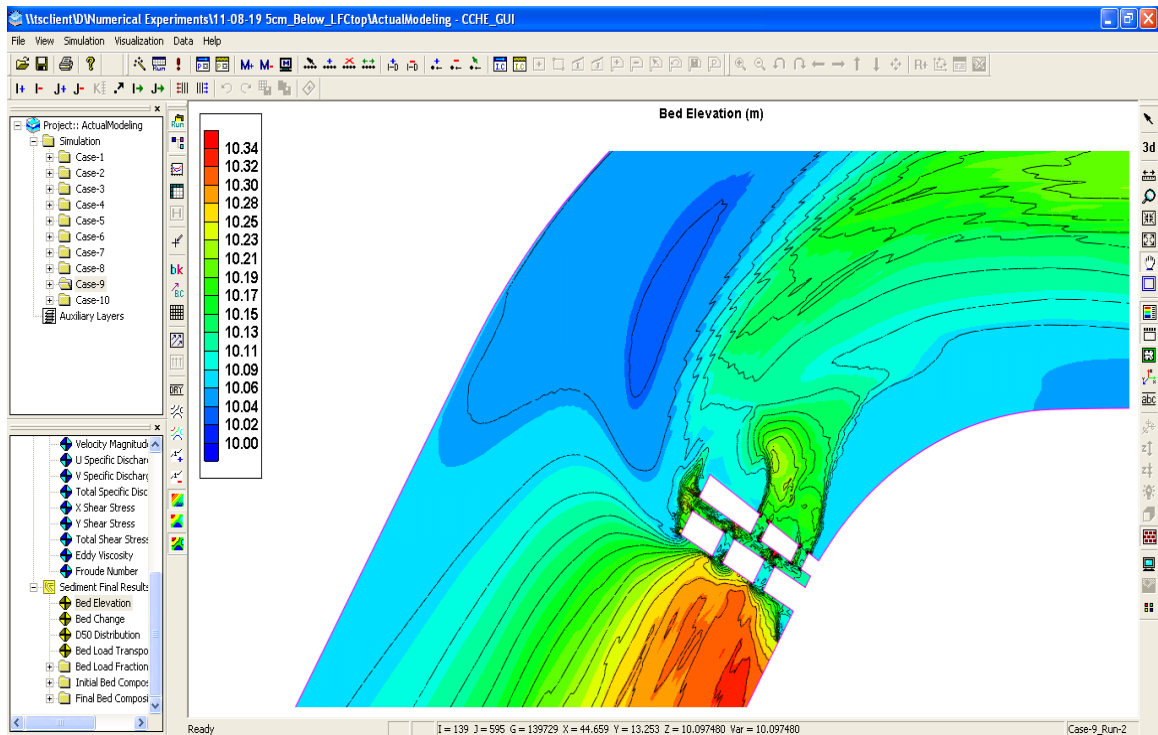 \\tsclient\D\Numerical Experiments\11-08-19 5cm_Below_LFCtop\ActualModeling - CCHE_GUI
File View Simulation Visualization Data Help
Run
M+ M-
I.C
R+
I+ I- J+ J- I+ J+
Project:: ActualModeling
Simulation
Case-1
Case-2
Case-3
Case-4
Case-5
Case-6
Case-7
Case-8
Case-9
Case-10
Auxiliary Layers
Run
H
bk
BC
DRY
Velocity Magnitud
U Specific Dischar
V Specific Discharg
Total Specific Disc
X Shear Stress
Y Shear Stress
Total Shear Stress
Eddy Viscosity
Froude Number
Sediment Final Results
Bed Elevation
Bed Change
D50 Distribution
Bed Load Transpo
Bed Load Fraction
Initial Bed Compos
Final Bed Composi
Bed Elevation (m)
10.34
10.32
10.30
10.28
10.25
10.23
10.21
10.19
10.17
10.15
10.13
10.11
10.08
10.06
10.04
10.02
10.00
3d
abc
Ready
I = 139 J = 595 G = 139729 X = 44.659 Y = 13.253 Z = 10.097480 Var = 10.097480
Case-9_Run-2